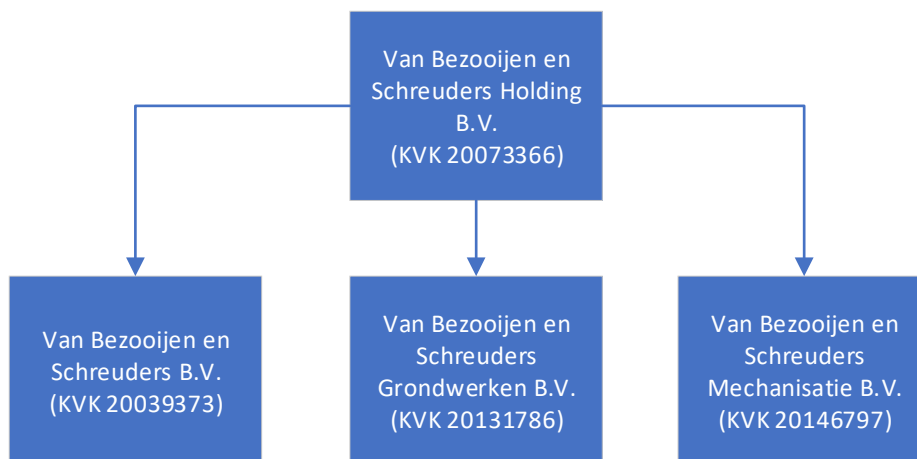 Van Bezooijen en
Schreuders Holding
B.V.
(KVK 20073366)
Van Bezooijen en
Schreuders B.V.
(KVK 20039373)
Van Bezooijen en
Schreuders
Grondwerken B.V.
(KVK 20131786)
Van Bezooijen en
Schreuders
Mechanisatie B.V.
(KVK 20146797)